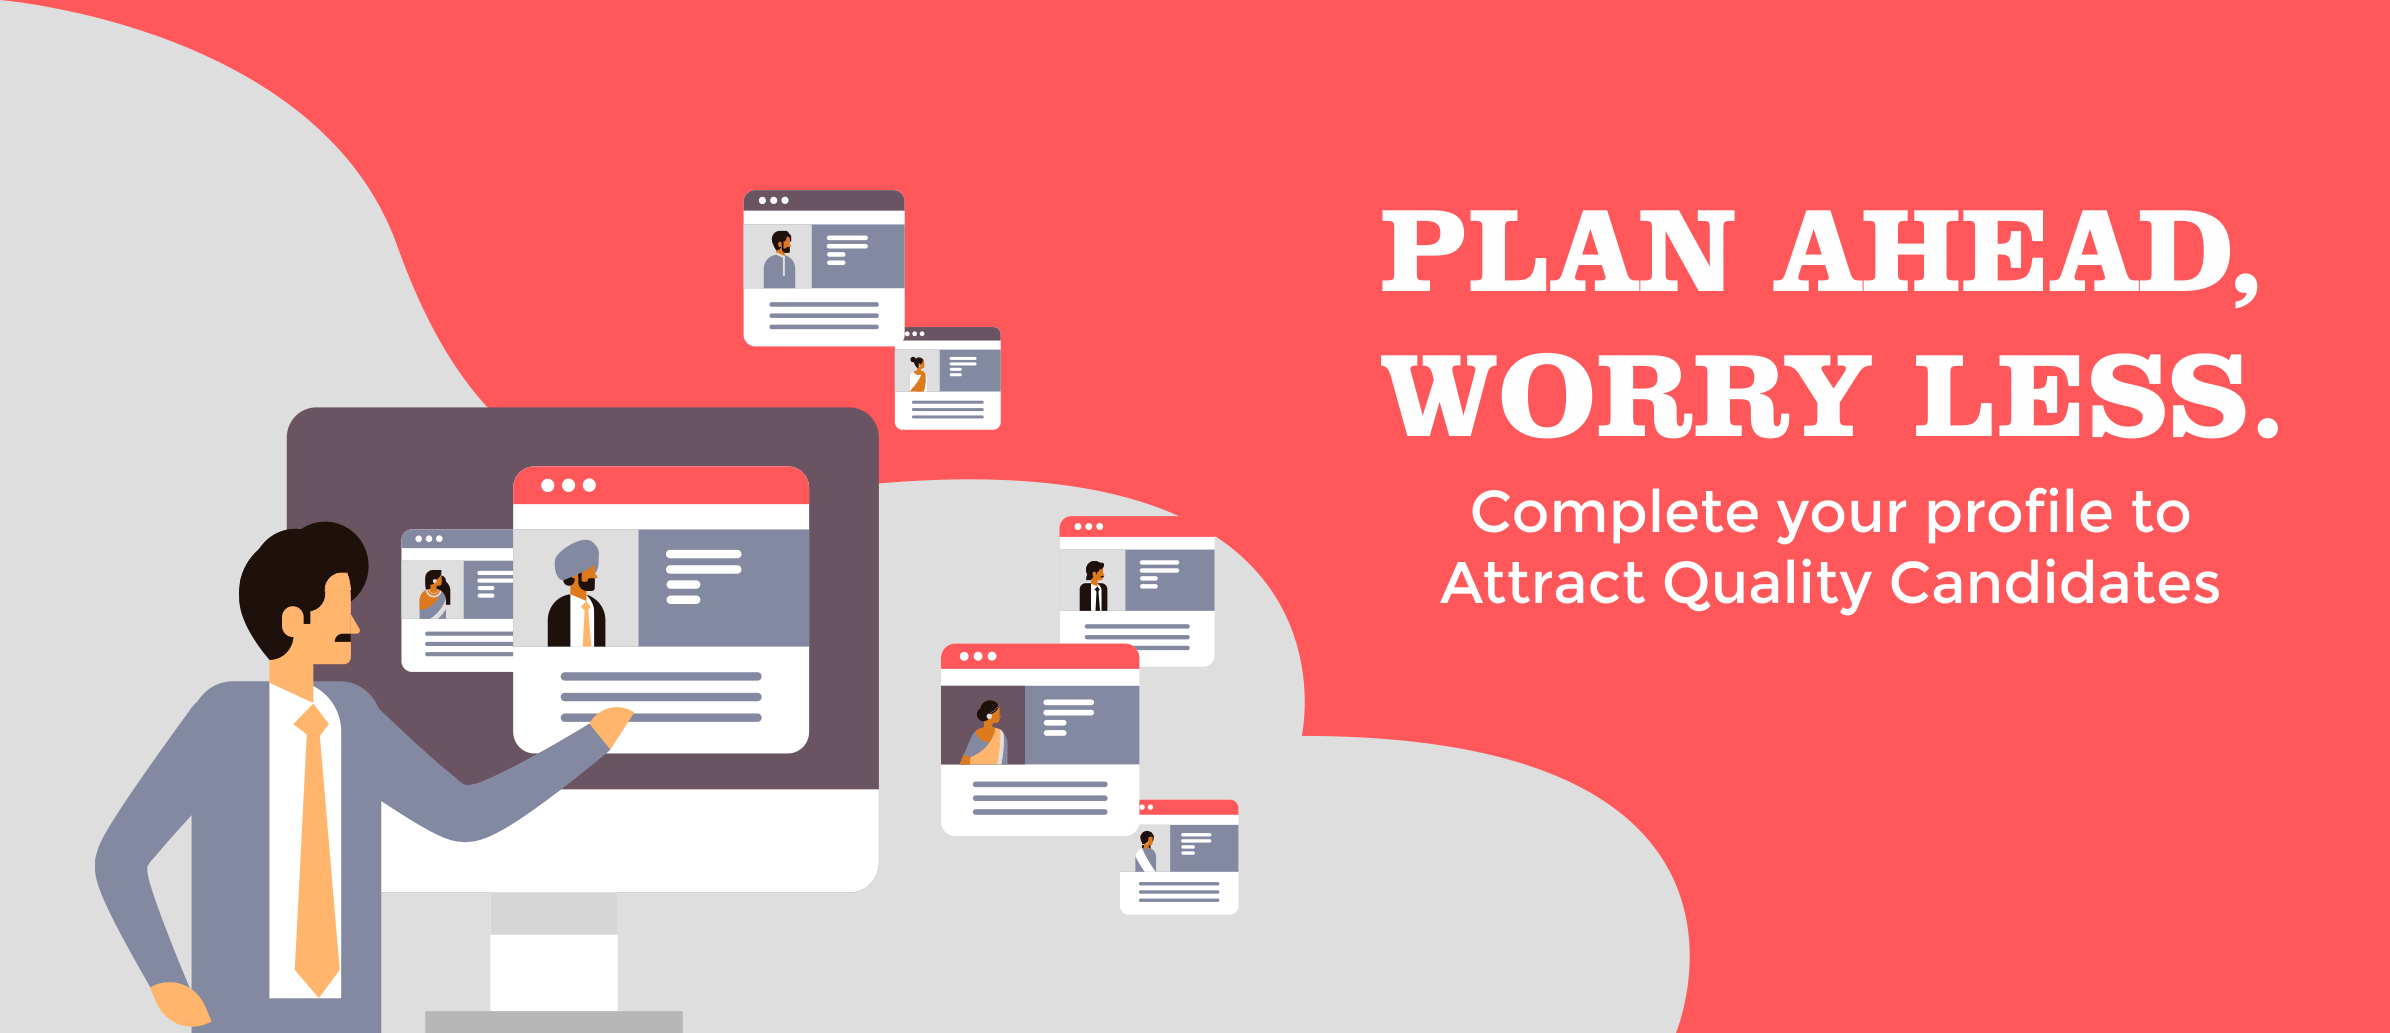 PLAN AHEAD,
WORRY LESS.
Complete your profile to
Attract Quality Candidates